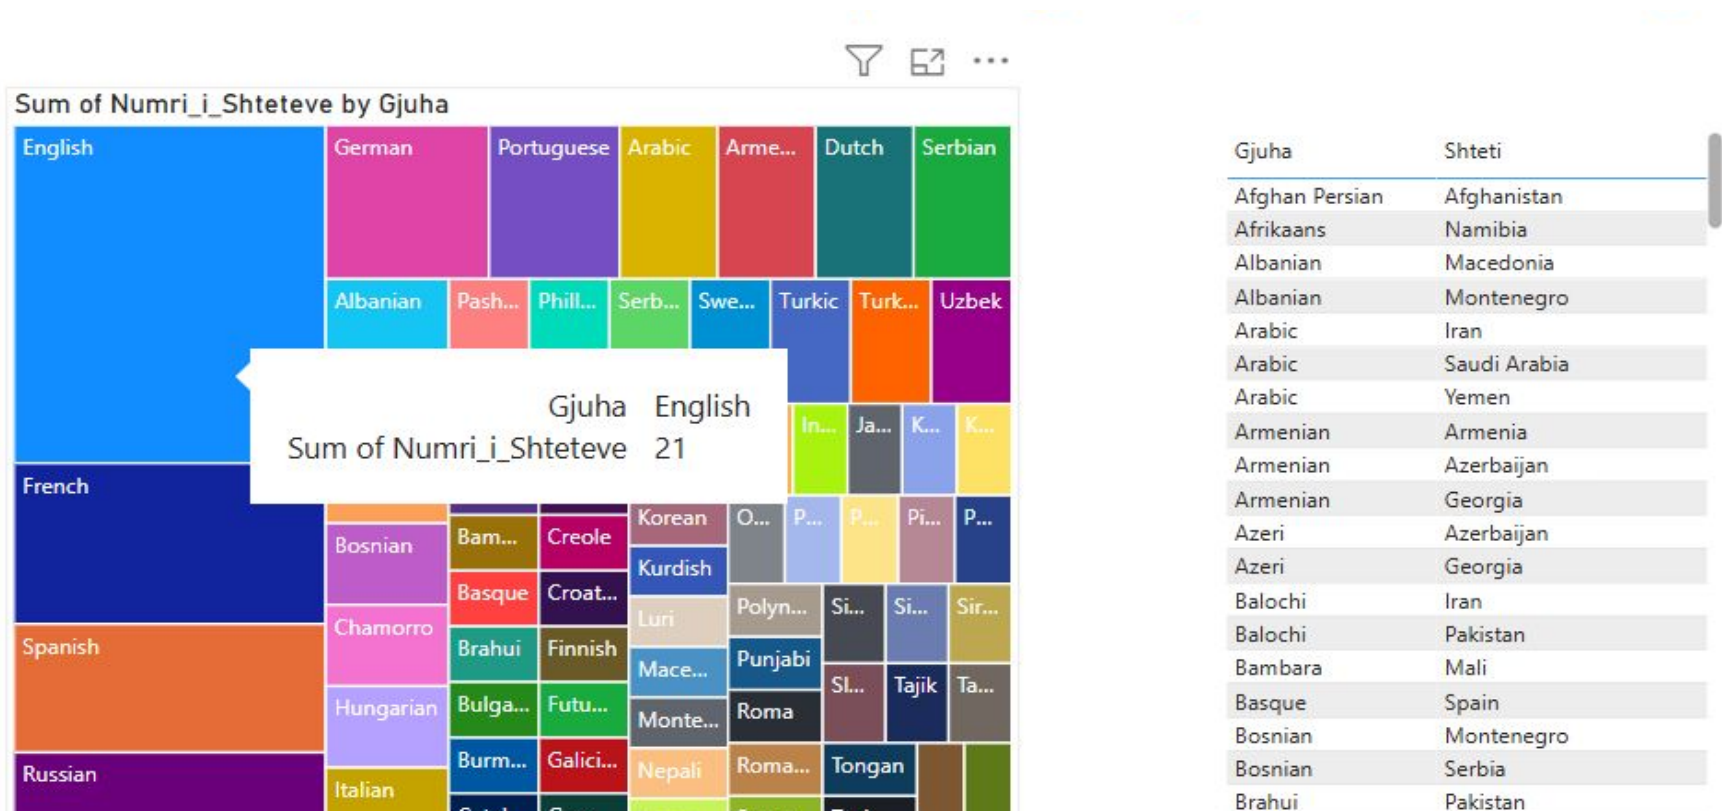 Sum of Numri_i_Shteteve by Gjuha
English
German
Portuguese
Arabic
Arme...
Dutch
Serbian
Albanian
Pash...
Phill...
Serb...
Swe...
Turkic
Turk...
Uzbek
Gjuha English
Sum of Numri_i_Shteteve 21
In...
Ja...
K...
K...
French
Bosnian
Bam...
Creole
Korean
O...
P...
P...
Pi...
P...
Kurdish
Basque
Croat...
Chamorro
Luri
Polyn...
Si...
Si...
Sir...
Spanish
Brahui
Finnish
Mace...
Punjabi
Sl...
Tajik
Ta...
Hungarian
Bulga...
Futu...
Monte...
Roma
Russian
Italian
Burm...
Galici...
Nepali
Roma...
Tongan
Gjuha Shteti
Afghan Persian Afghanistan
Afrikaans Namibia
Albanian Macedonia
Albanian Montenegro
Arabic Iran
Arabic Saudi Arabia
Arabic Yemen
Armenian Armenia
Armenian Azerbaijan
Armenian Georgia
Azeri Azerbaijan
Azeri Georgia
Balochi Iran
Balochi Pakistan
Bambara Mali
Basque Spain
Bosnian Montenegro
Bosnian Serbia
Brahui Pakistan